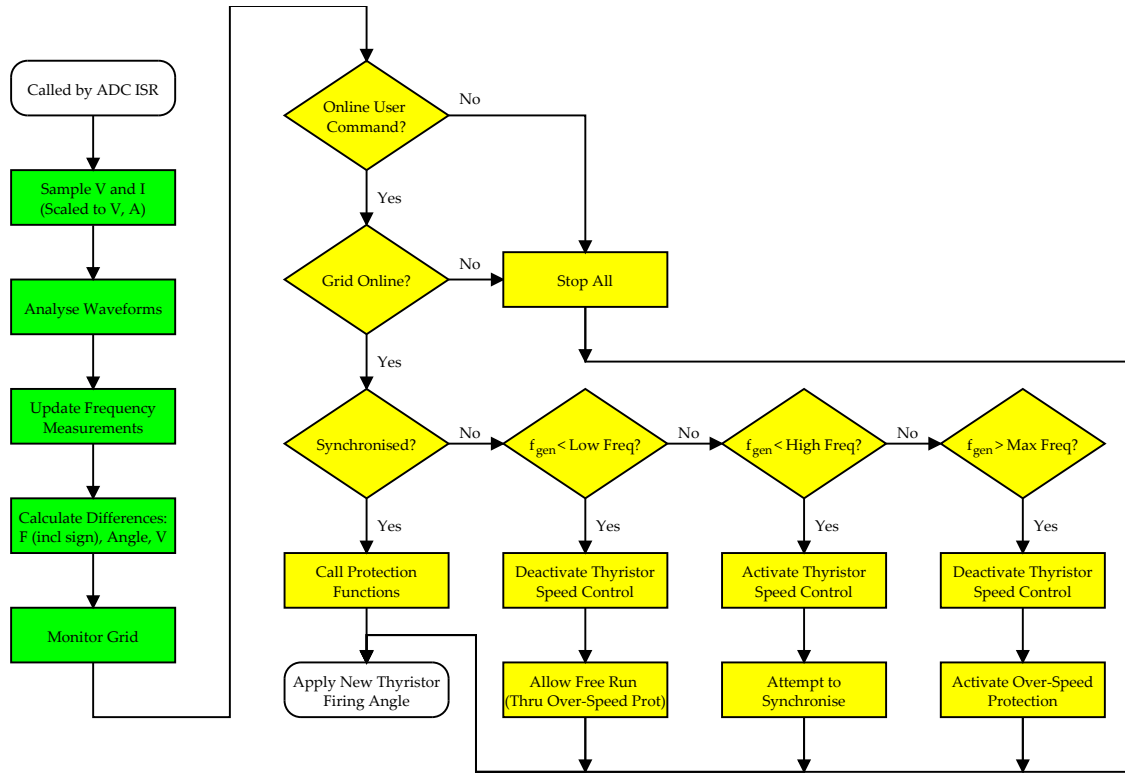 Called by ADC ISR
Sample V and I
(Scaled to V, A)
Analyse Waveforms
Update Frequency
Measurements
Calculate Differences:
F (incl sign), Angle, V
Monitor Grid
Online User
Command?
No
Yes
Grid Online?
No
Stop All
Yes
Synchronised?
No
f_gen < Low Freq?
No
f_gen < High Freq?
No
f_gen > Max Freq?
Yes
Yes
Yes
Yes
Call Protection
Functions
Deactivate Thyristor
Speed Control
Activate Thyristor
Speed Control
Deactivate Thyristor
Speed Control
Apply New Thyristor
Firing Angle
Allow Free Run
(Thru Over-Speed Prot)
Attempt to
Synchronise
Activate Over-Speed
Protection